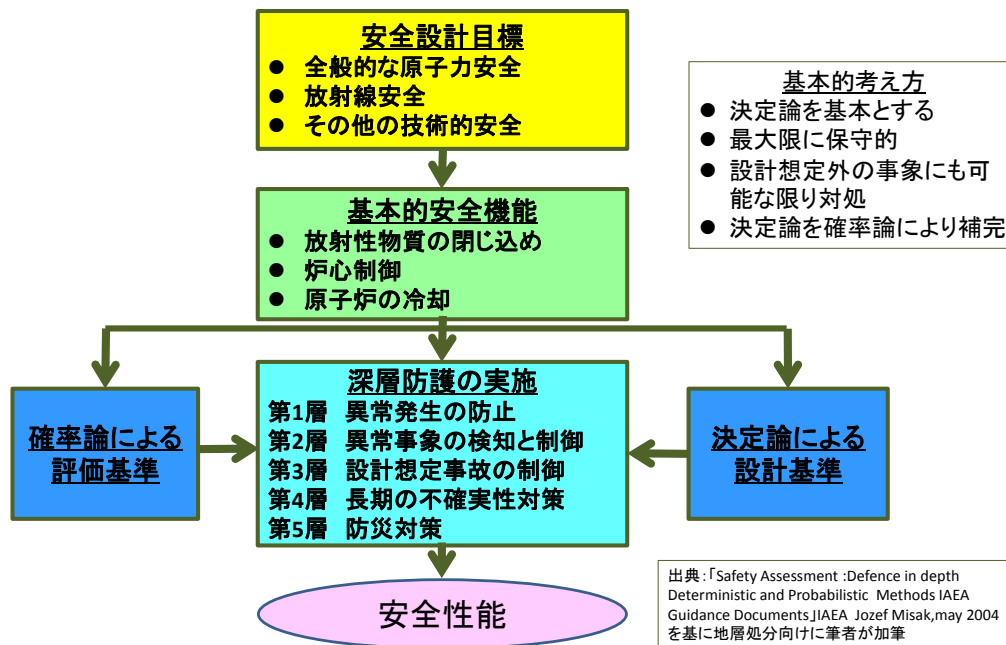 安全設計目標
● 全般的な原子力安全
● 放射線安全
● その他の技術的安全
基本的考え方
● 決定論を基本とする
● 最大限に保守的
● 設計想定外の事象にも可
能な限り対処
● 決定論を確率論により補完
基本的安全機能
● 放射性物質の閉じ込め
● 炉心制御
● 原子炉の冷却
確率論による
評価基準
深層防護の実施
第1層 異常発生の防止
第2層 異常事象の検知と制御
第3層 設計想定事故の制御
第4層 長期の不確実性対策
第5層 防災対策
決定論による
設計基準
安全性能
出典:「Safety Assessment :Defence in depth
Deterministic and Probabilistic Methods IAEA
Guidance Documents」IAEA Jozef Misak,may 2004
を基に地層処分向けに筆者が加筆